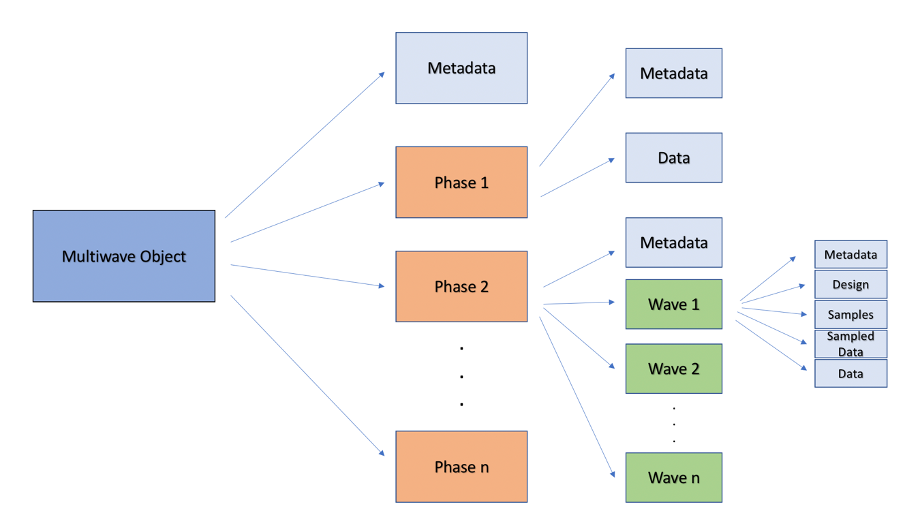 Multiwave Object
Metadata
Phase 1
Phase 2
.
.
.
Phase n
Metadata
Data
Metadata
Wave 1
Wave 2
.
.
.
Wave n
Metadata
Design
Samples
Sampled
Data
Data